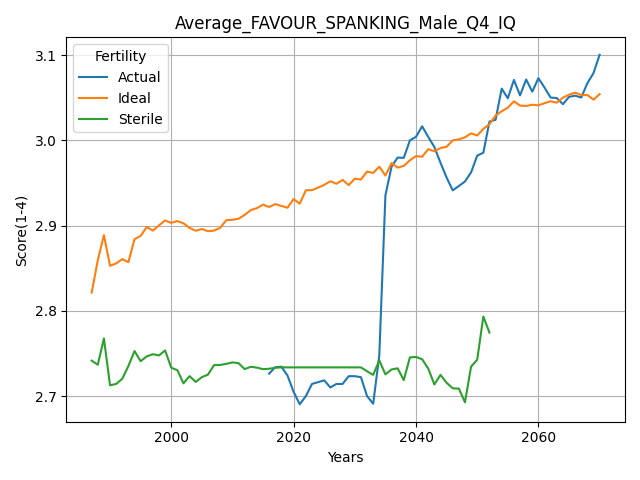 Average_FAVOUR_SPANKING_Male_Q4_IQ
Fertility
Actual
Ideal
Sterile
Score(1-4)
3.1
3.0
2.9
2.8
2.7
2000
2020
2040
2060
Years